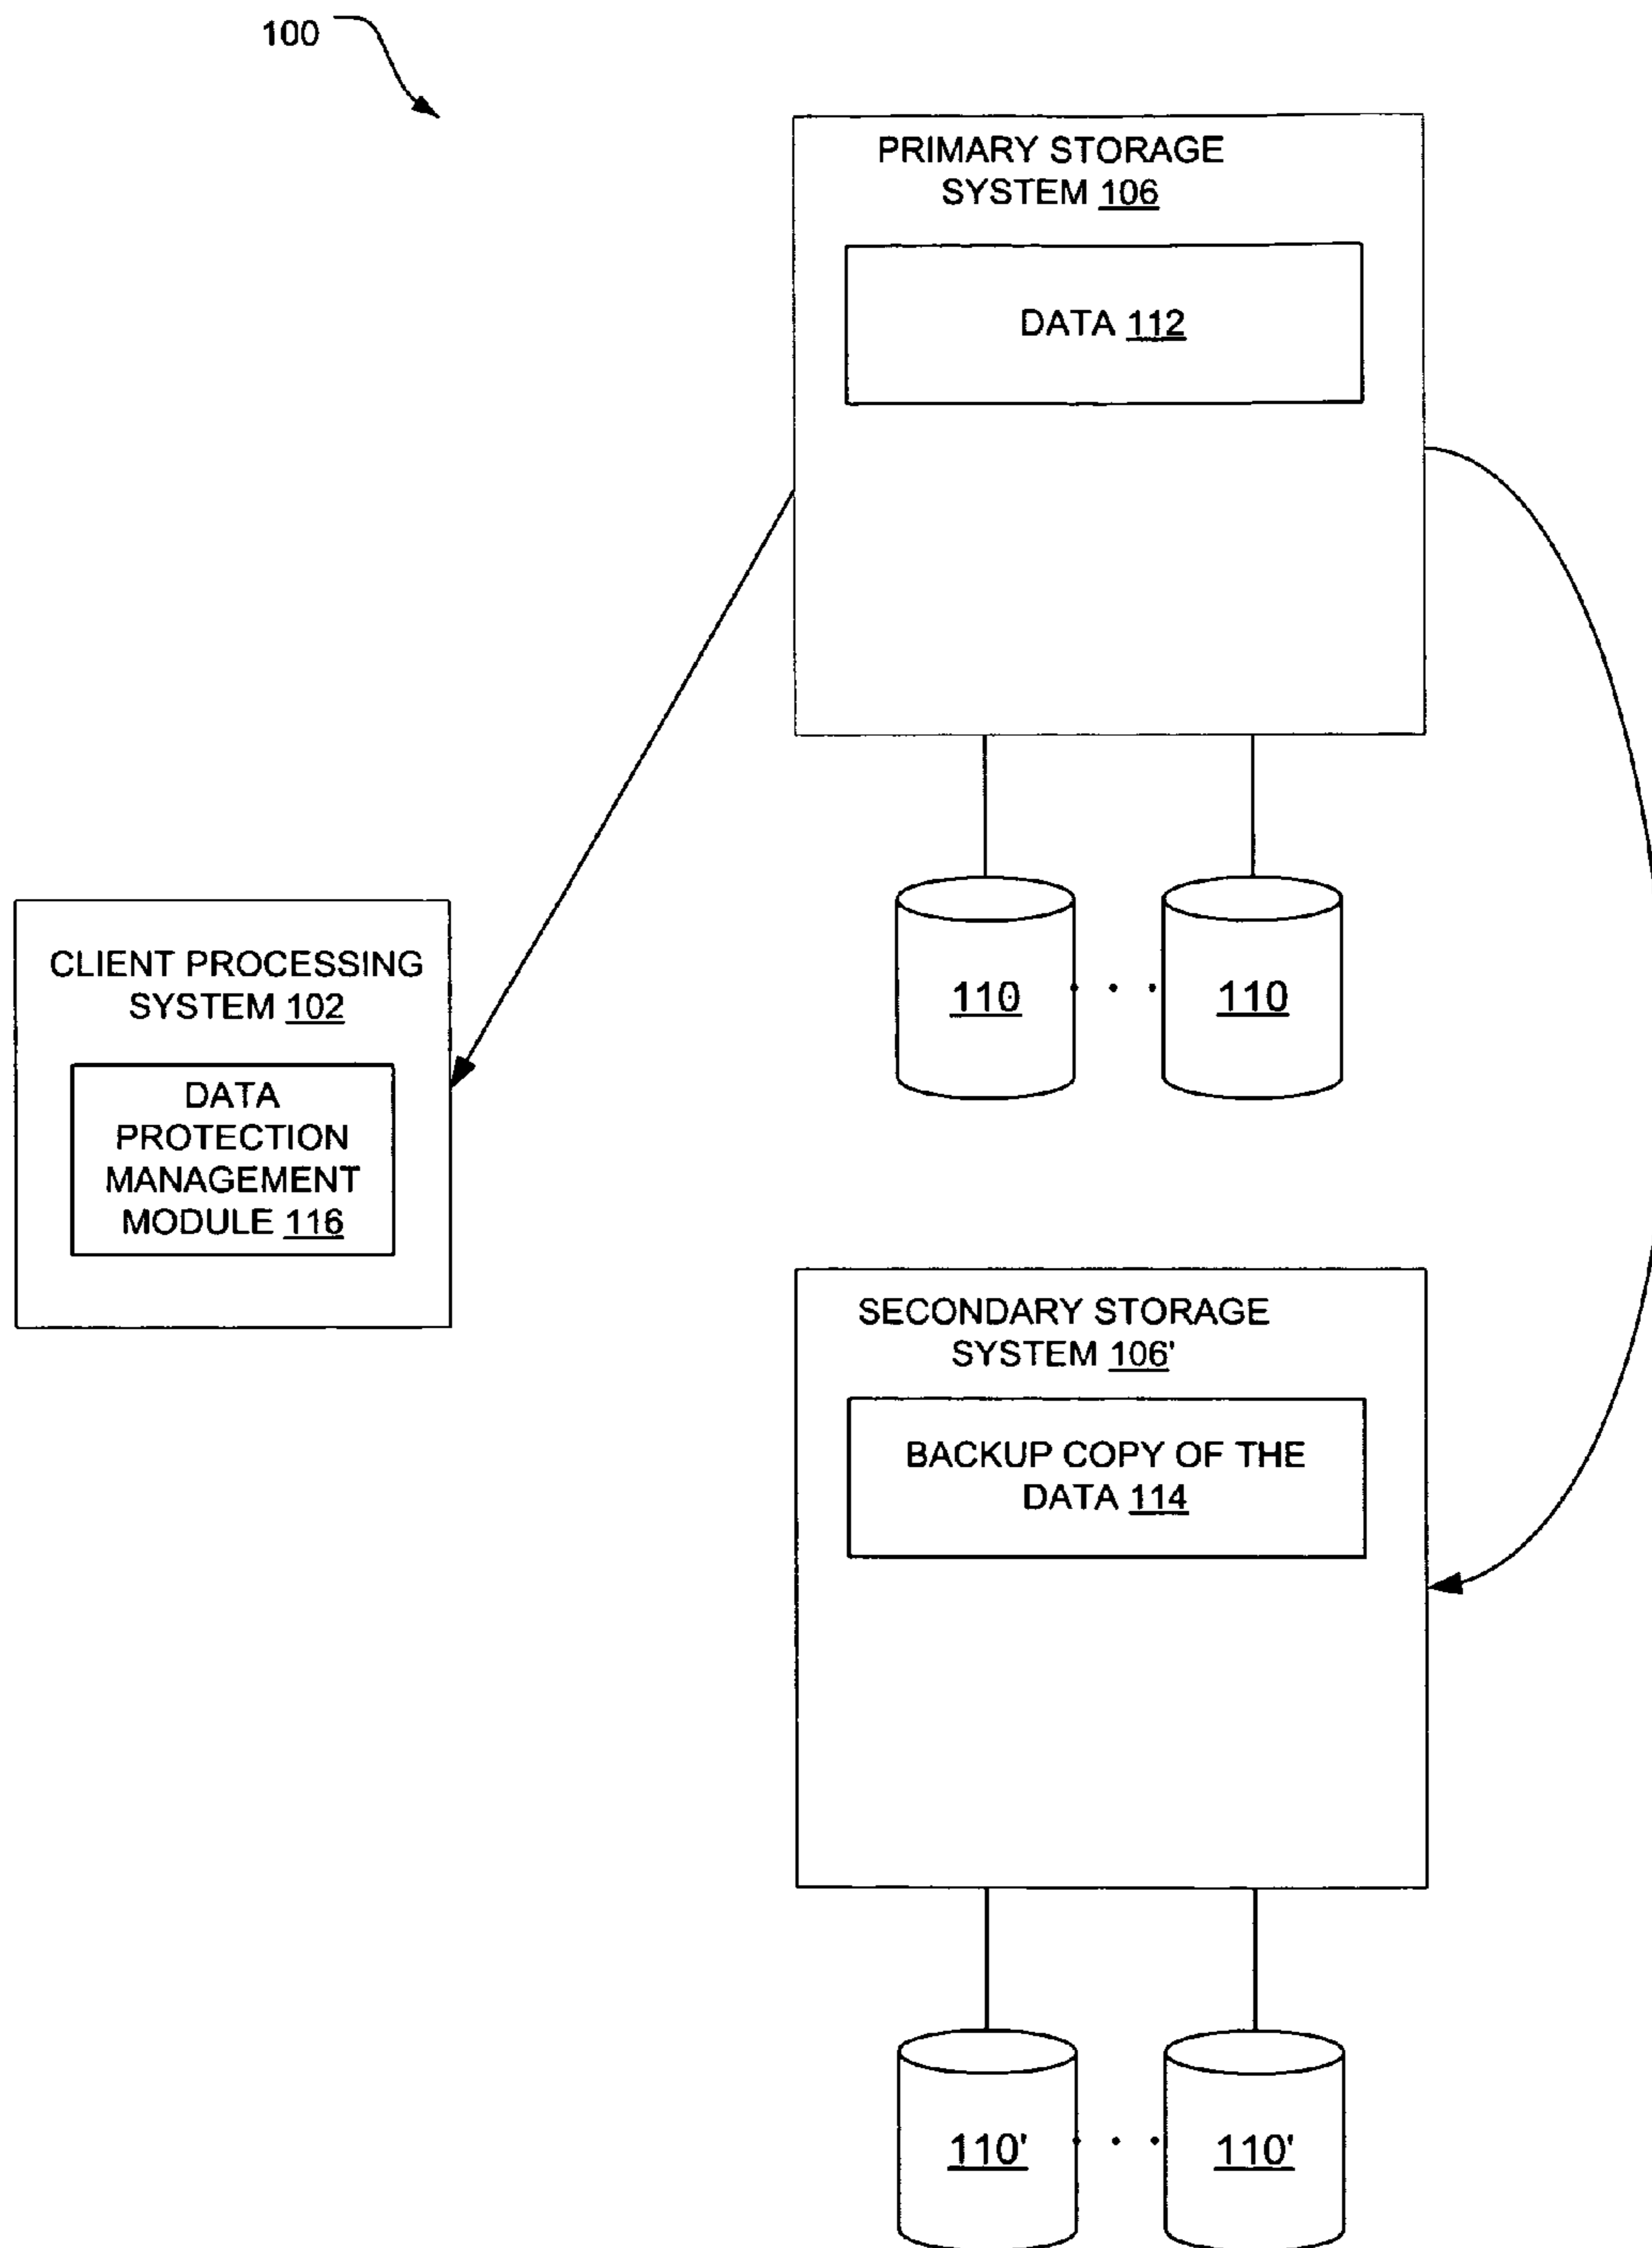 100
PRIMARY STORAGE
SYSTEM 106
DATA 112
110 . . . 110
CLIENT PROCESSING
SYSTEM 102
DATA
PROTECTION
MANAGEMENT
MODULE 116
SECONDARY STORAGE
SYSTEM 106'
BACKUP COPY OF THE
DATA 114
110' . . . 110'